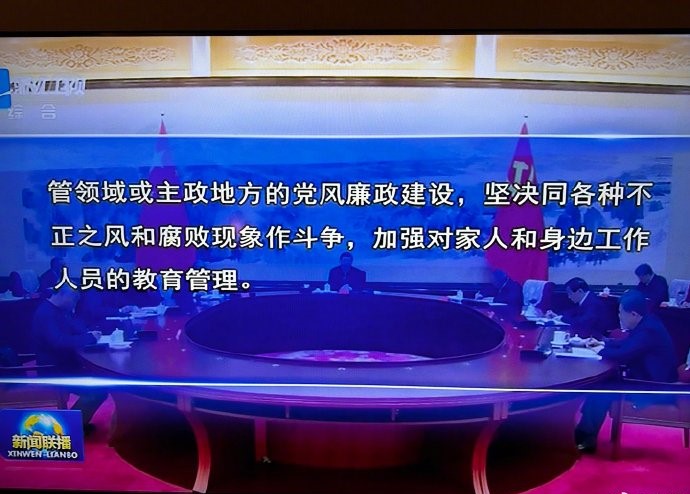 综合
管领域或主政地方的党风廉政建设，坚决同各种不
正之风和腐败现象作斗争，加强对家人和身边工作
人员的教育管理。
新闻联播
XINWEN-LIANBO